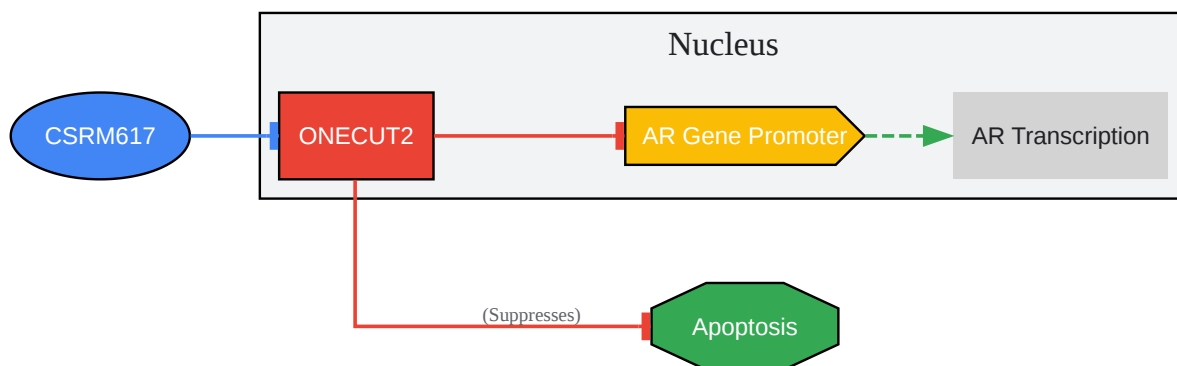 Nucleus
CSRM617
ONECUT2
AR Gene Promoter
AR Transcription
(Suppresses)
Apoptosis